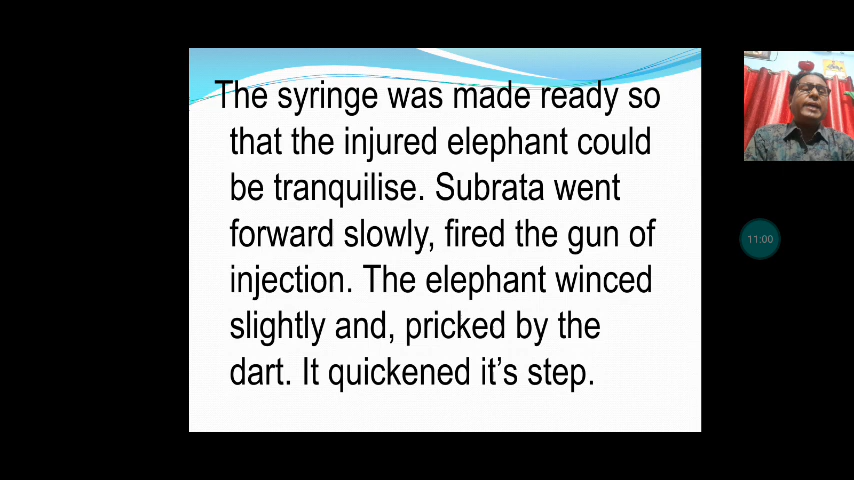 The syringe was made ready so
that the injured elephant could
be tranquilise. Subrata went
forward slowly, fired the gun of
injection. The elephant winced
slightly and, pricked by the
dart. It quickened it’s step.
11:00